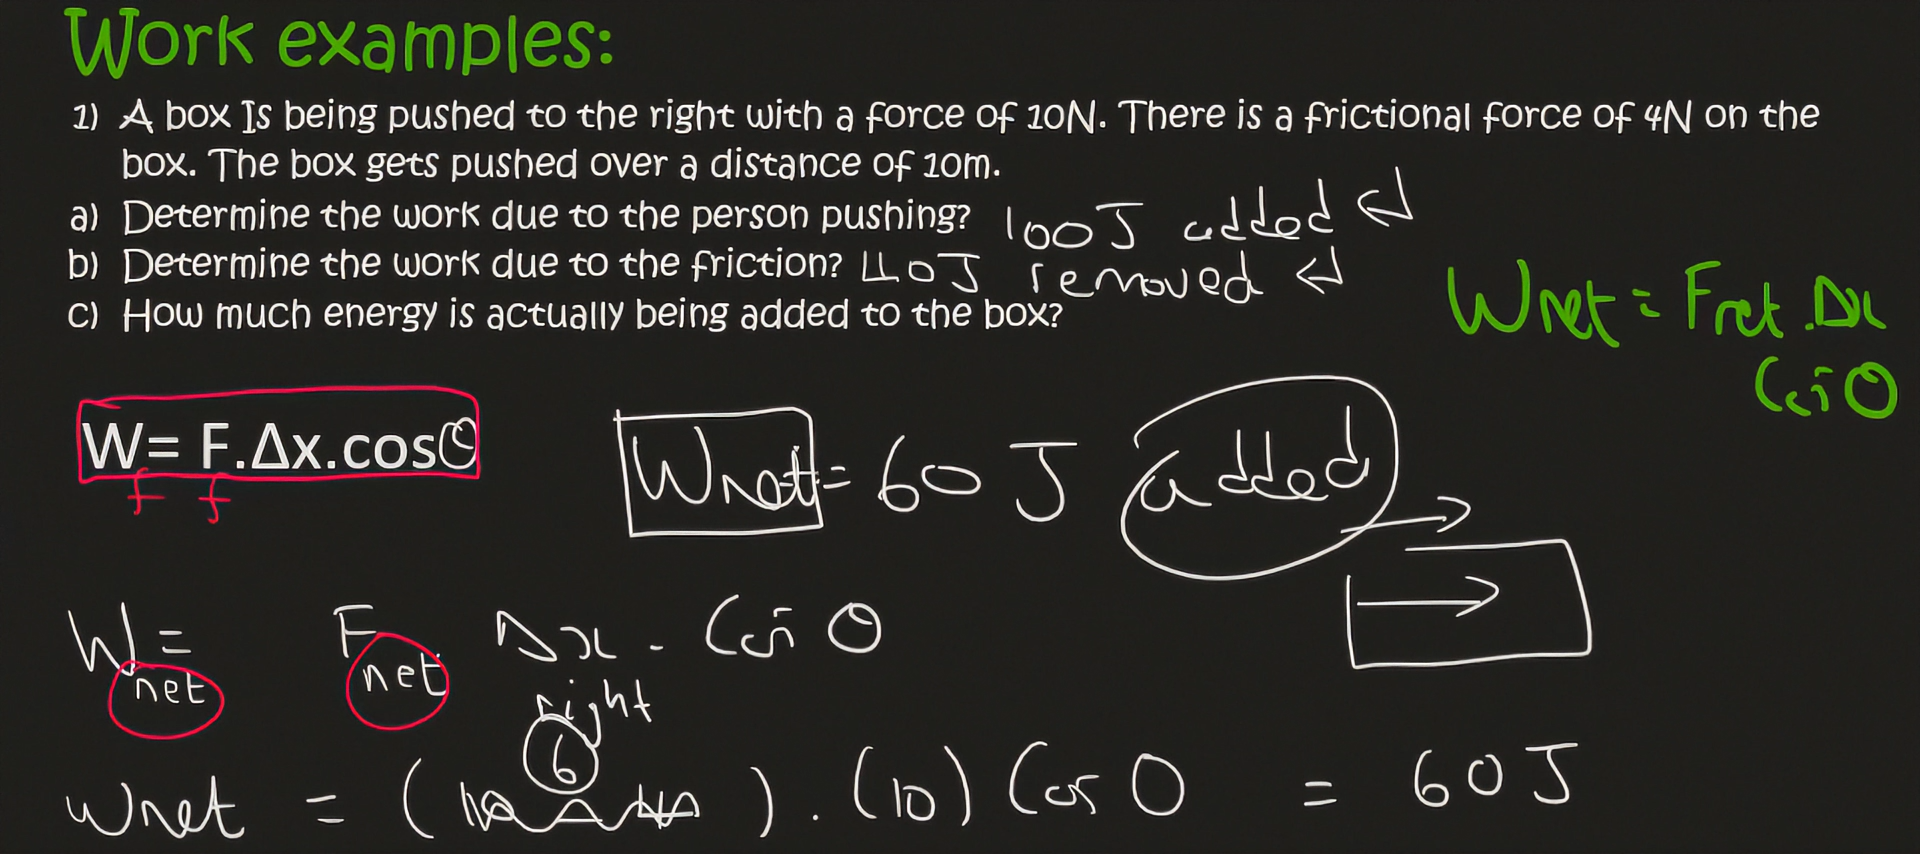 Work examples:
1) A box Is being pushed to the right with a force of 10N. There is a frictional force of 4N on the
box. The box gets pushed over a distance of 10m.
a) Determine the work due to the person pushing? 100J added
b) Determine the work due to the friction? 40J removed
c) How much energy is actually being added to the box?
Wnet = Fnet . Δx
Cos θ
W= F.Δx.cosθ
f f
Wnet = 60 J added
W net = F net Δx . Cos θ
right
6
Wnet = ( 10 - 4 ) . (10) Cos 0 = 60 J